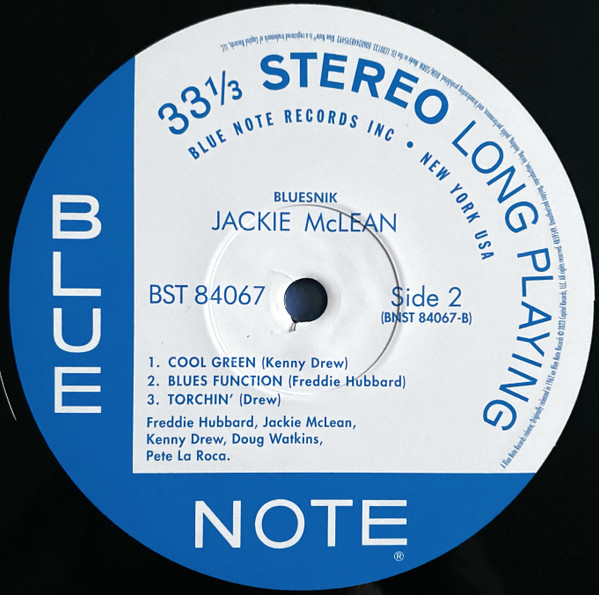 33⅓ STEREO LONG PLAYING
BLUE NOTE RECORDS INC • NEW YORK USA
BLUESNIK
JACKIE McLEAN
BST 84067
Side 2
(BNST 84067-B)
1. COOL GREEN (Kenny Drew)
2. BLUES FUNCTION (Freddie Hubbard)
3. TORCHIN' (Drew)
Freddie Hubbard, Jackie McLean,
Kenny Drew, Doug Watkins,
Pete La Roca.
BLUE
NOTE®